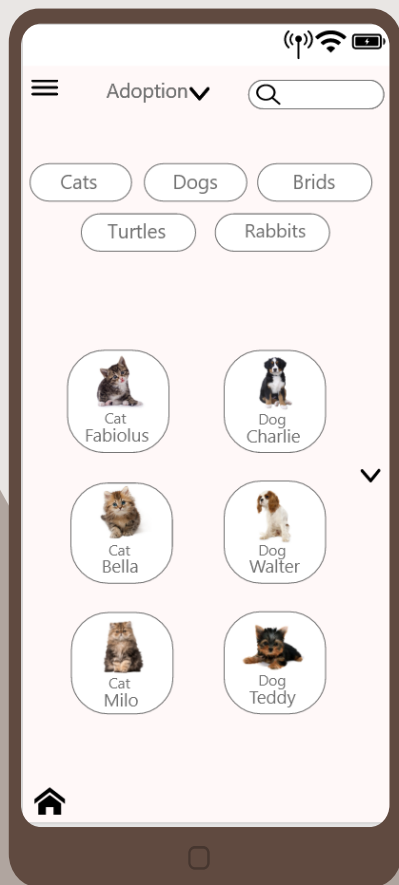 Adoption
Cats
Dogs
Brids
Turtles
Rabbits
Cat
Fabiolus
Dog
Charlie
Cat
Bella
Dog
Walter
Cat
Milo
Dog
Teddy